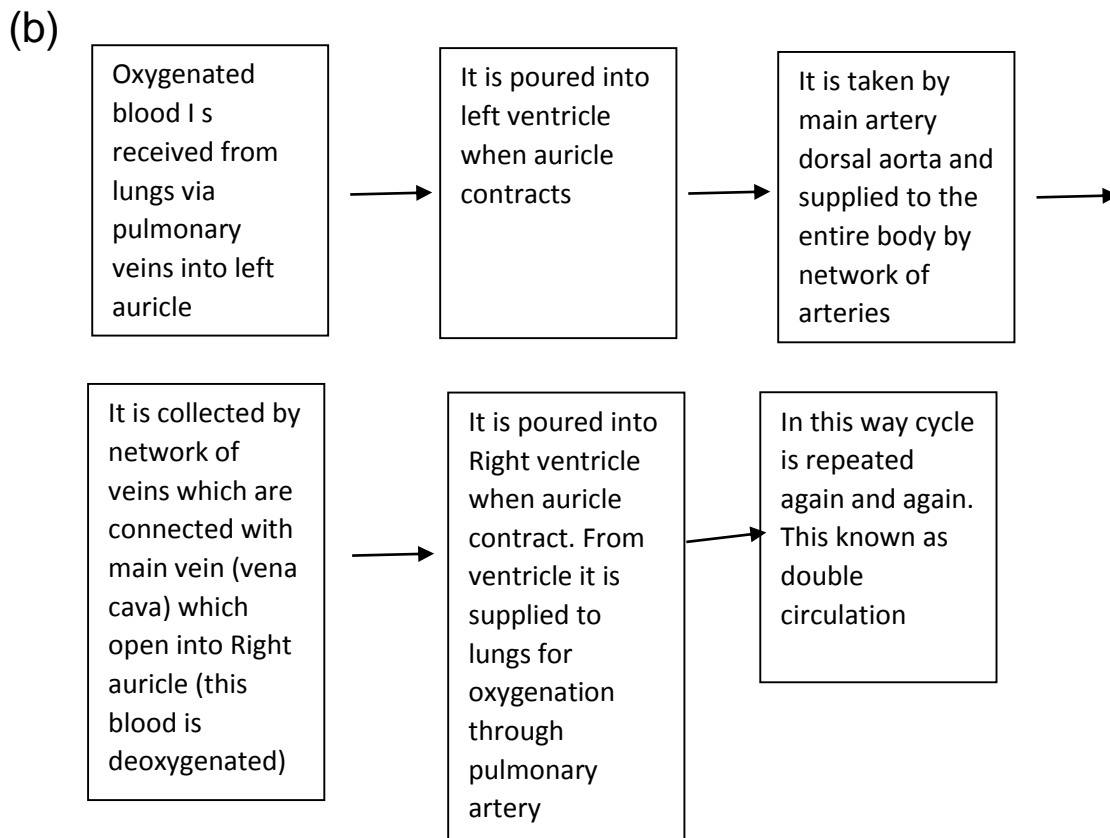 (b)
Oxygenated
blood I s
received from
lungs via
pulmonary
veins into left
auricle
It is poured into
left ventricle
when auricle
contracts
It is taken by
main artery
dorsal aorta and
supplied to the
entire body by
network of
arteries
It is collected by
network of
veins which are
connected with
main vein (vena
cava) which
open into Right
auricle (this
blood is
deoxygenated)
It is poured into
Right ventricle
when auricle
contract. From
ventricle it is
supplied to
lungs for
oxygenation
through
pulmonary
artery
In this way cycle
is repeated
again and again.
This known as
double
circulation